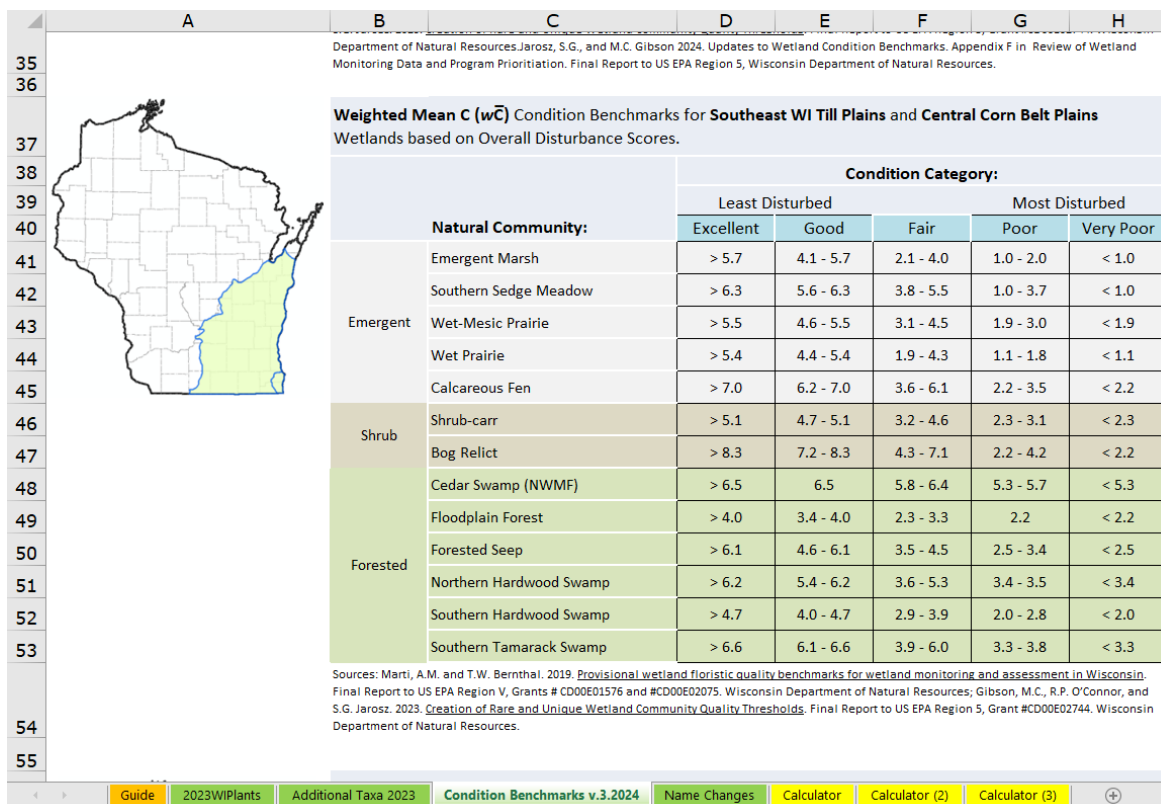 A B C D E F G H
Department of Natural Resources.Jarosz, S.G., and M.C. Gibson 2024. Updates to Wetland Condition Benchmarks. Appendix F in Review of Wetland
35 Monitoring Data and Program Prioritiation. Final Report to US EPA Region 5, Wisconsin Department of Natural Resources.
36
Weighted Mean C (wC̅) Condition Benchmarks for Southeast WI Till Plains and Central Corn Belt Plains
37 Wetlands based on Overall Disturbance Scores.
38 Condition Category:
39 Least Disturbed Most Disturbed
40 Natural Community: Excellent Good Fair Poor Very Poor
41 Emergent Marsh > 5.7 4.1 - 5.7 2.1 - 4.0 1.0 - 2.0 < 1.0
42 Southern Sedge Meadow > 6.3 5.6 - 6.3 3.8 - 5.5 1.0 - 3.7 < 1.0
43 Emergent Wet-Mesic Prairie > 5.5 4.6 - 5.5 3.1 - 4.5 1.9 - 3.0 < 1.9
44 Wet Prairie > 5.4 4.4 - 5.4 1.9 - 4.3 1.1 - 1.8 < 1.1
45 Calcareous Fen > 7.0 6.2 - 7.0 3.6 - 6.1 2.2 - 3.5 < 2.2
46 Shrub-carr > 5.1 4.7 - 5.1 3.2 - 4.6 2.3 - 3.1 < 2.3
Shrub
47 Bog Relict > 8.3 7.2 - 8.3 4.3 - 7.1 2.2 - 4.2 < 2.2
48 Cedar Swamp (NWMF) > 6.5 6.5 5.8 - 6.4 5.3 - 5.7 < 5.3
49 Floodplain Forest > 4.0 3.4 - 4.0 2.3 - 3.3 2.2 < 2.2
50 Forested Seep > 6.1 4.6 - 6.1 3.5 - 4.5 2.5 - 3.4 < 2.5
Forested
51 Northern Hardwood Swamp > 6.2 5.4 - 6.2 3.6 - 5.3 3.4 - 3.5 < 3.4
52 Southern Hardwood Swamp > 4.7 4.0 - 4.7 2.9 - 3.9 2.0 - 2.8 < 2.0
53 Southern Tamarack Swamp > 6.6 6.1 - 6.6 3.9 - 6.0 3.3 - 3.8 < 3.3
Sources: Marti, A.M. and T.W. Bernthal. 2019. Provisional wetland floristic quality benchmarks for wetland monitoring and assessment in Wisconsin.
Final Report to US EPA Region V, Grants # CD00E01576 and #CD00E02075. Wisconsin Department of Natural Resources; Gibson, M.C., R.P. O'Connor, and
S.G. Jarosz. 2023. Creation of Rare and Unique Wetland Community Quality Thresholds. Final Report to US EPA Region 5, Grant #CD00E02744. Wisconsin
54 Department of Natural Resources.
55
Guide 2023WIPlants Additional Taxa 2023 Condition Benchmarks v.3.2024 Name Changes Calculator Calculator (2) Calculator (3)